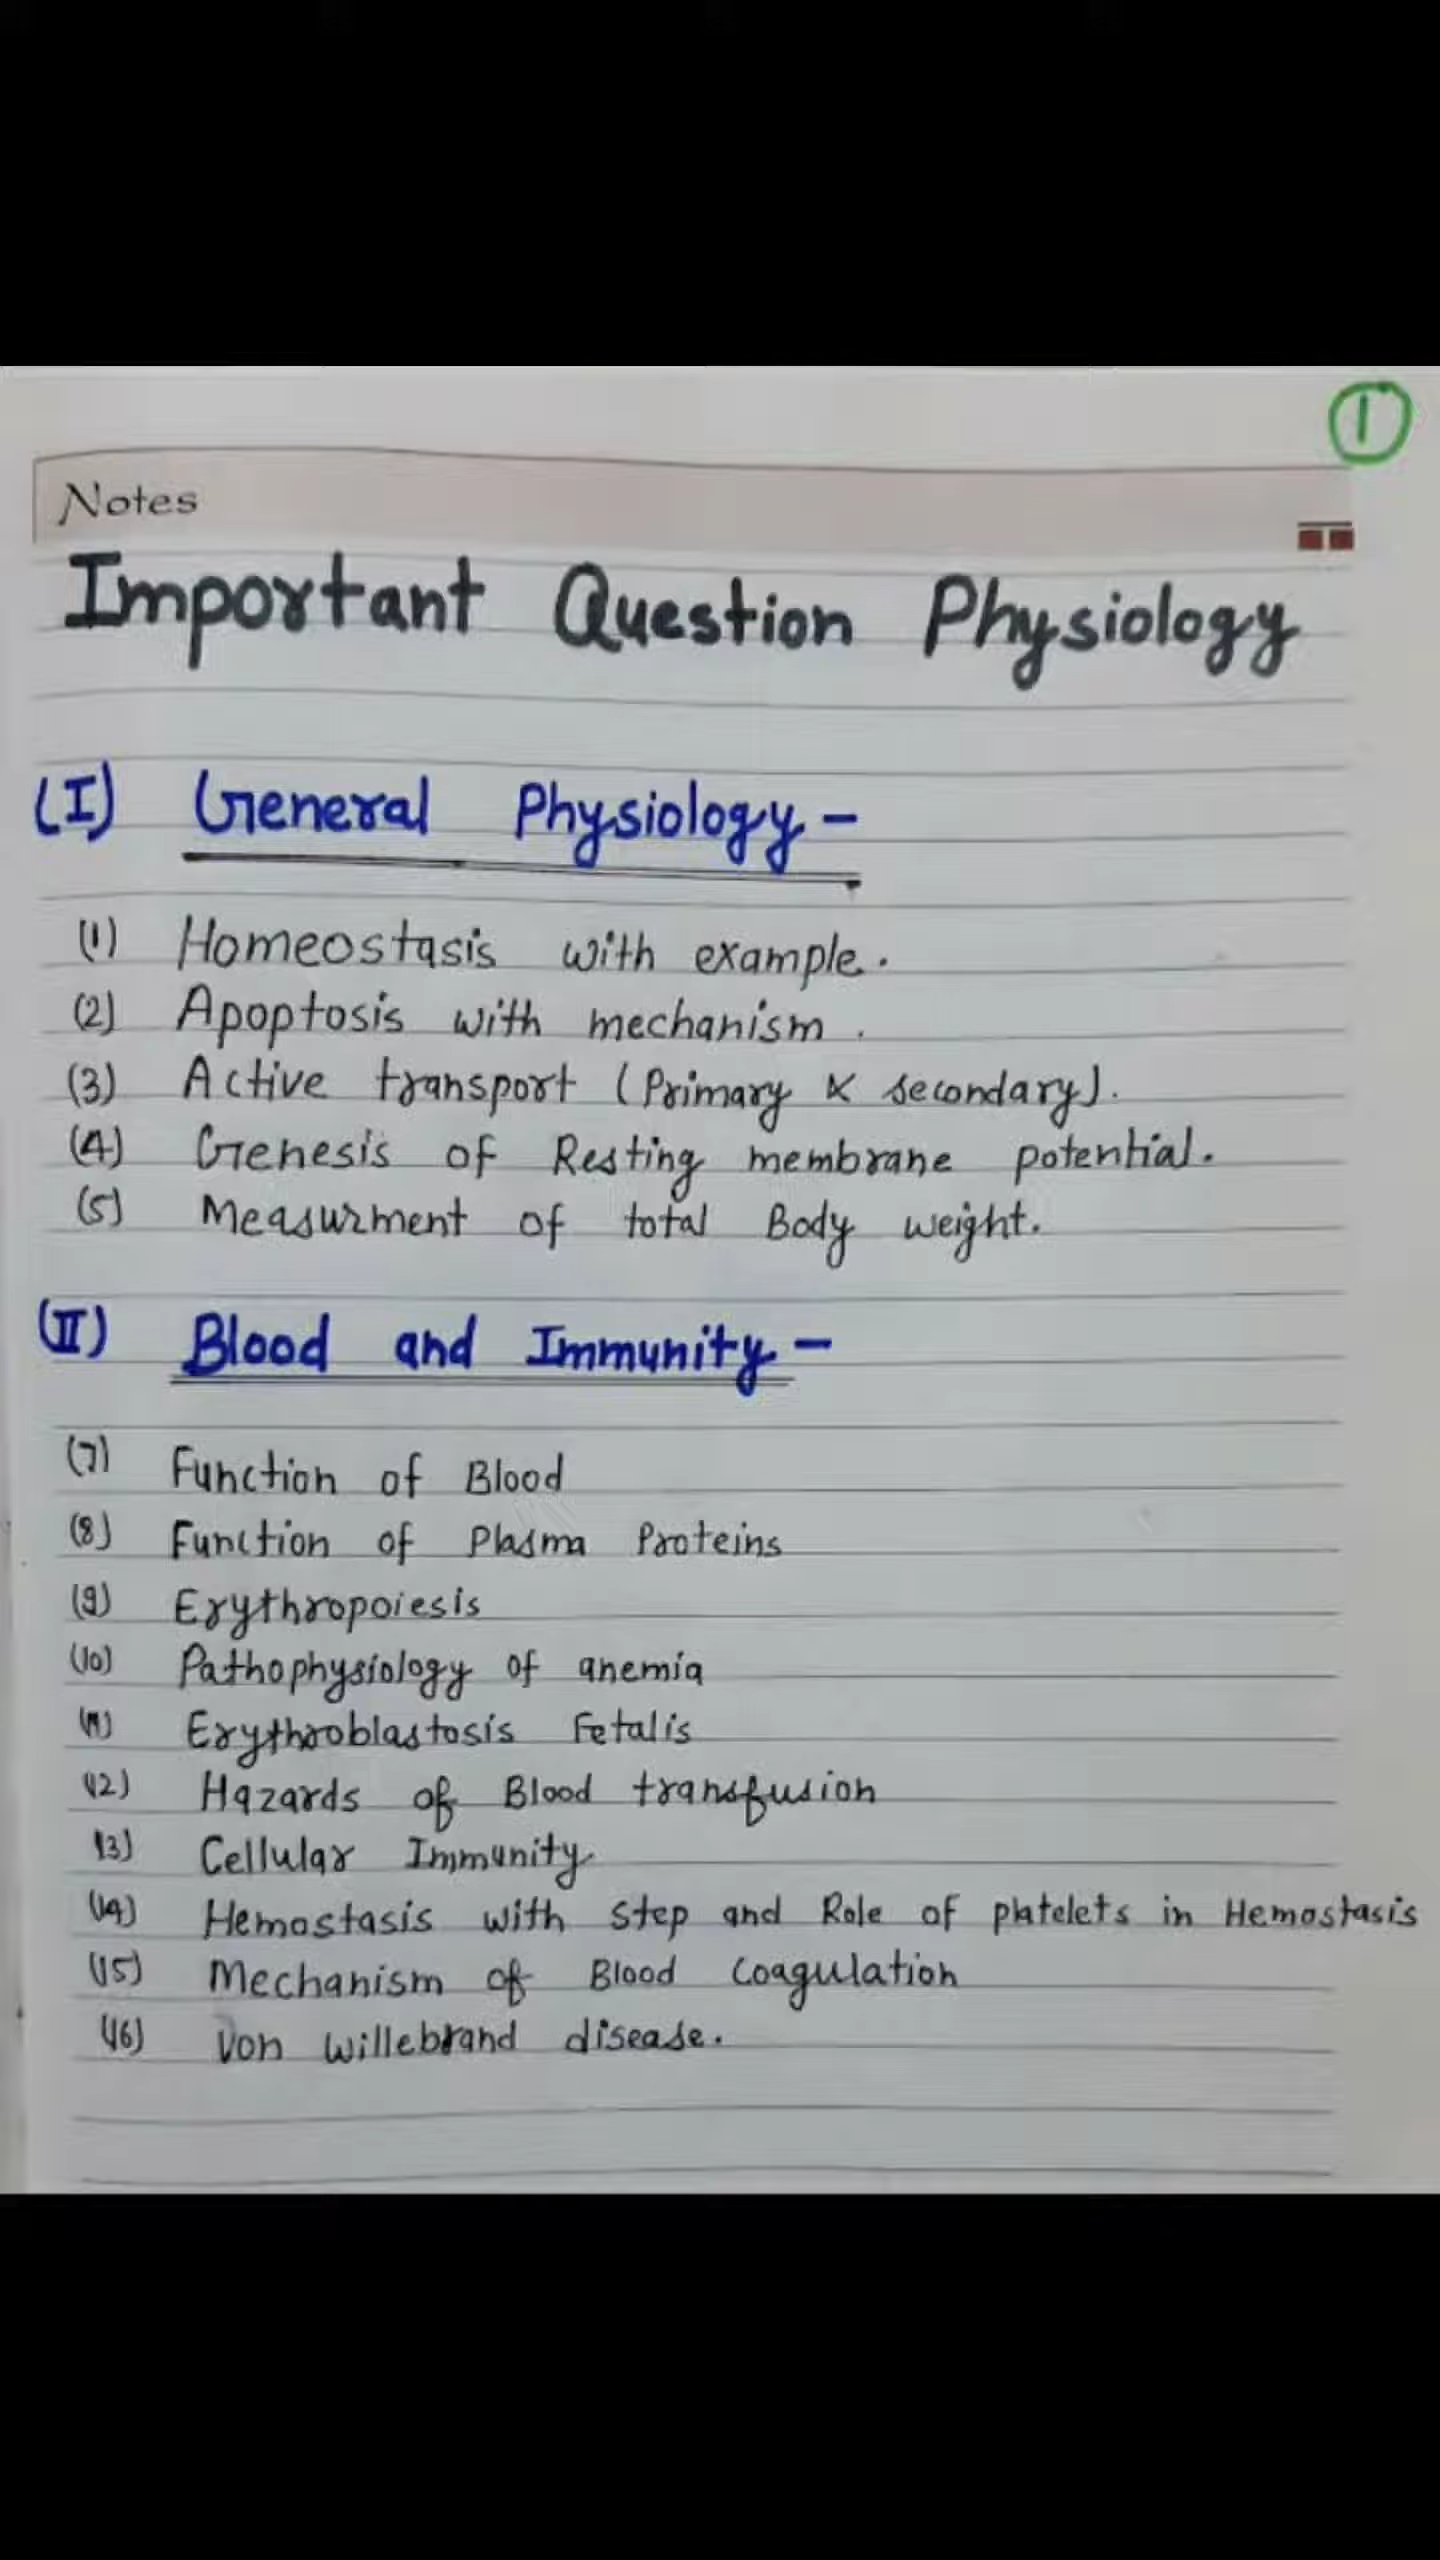 1
Notes
Important Question Physiology
(I) General Physiology -
(1) Homeostasis with example.
(2) Apoptosis with mechanism.
(3) Active transport (Primary & secondary).
(4) Genesis of Resting membrane potential.
(5) Measurment of total Body weight.
(II) Blood and Immunity -
(7) Function of Blood
(8) Function of Plasma Proteins
(9) Erythropoiesis
(10) Pathophysiology of anemia
(11) Erythroblastosis Fetalis
(12) Hazards of Blood transfusion
13) Cellular Immunity
(14) Hemostasis with step and Role of platelets in Hemostasis
(15) Mechanism of Blood Coagulation
(16) Von Willebrand disease.